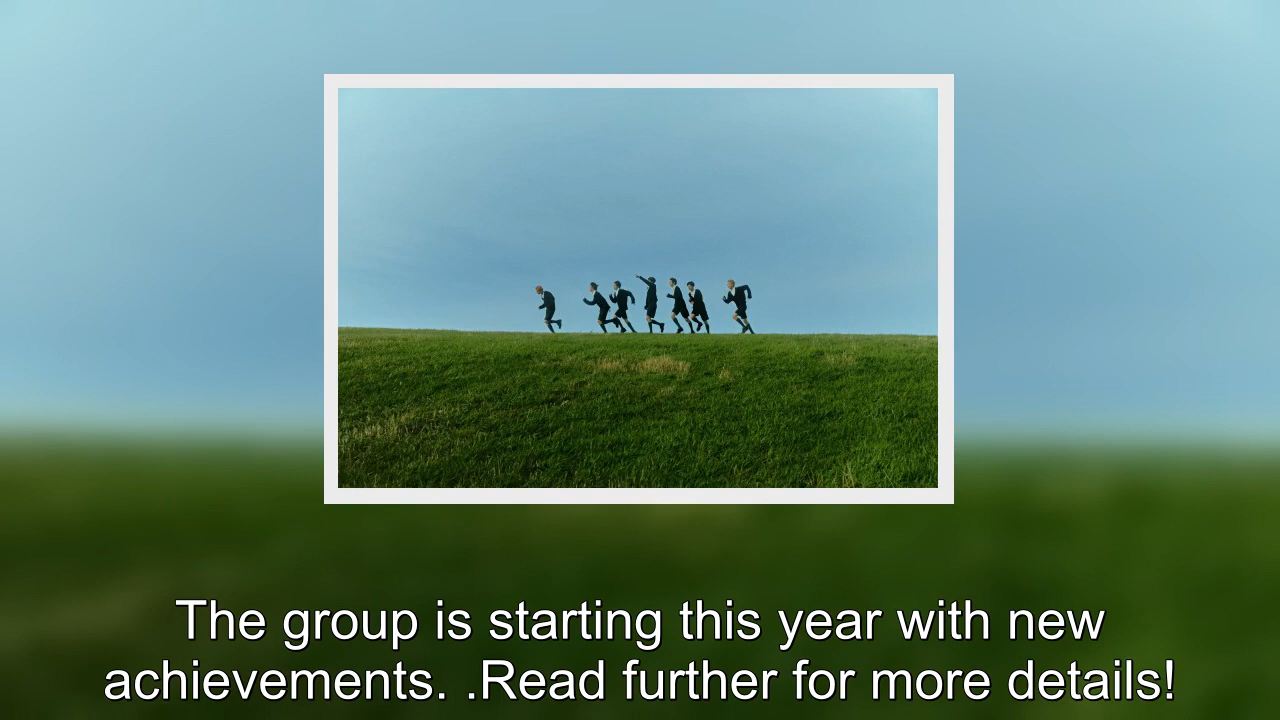 The group is starting this year with new
achievements. .Read further for more details!